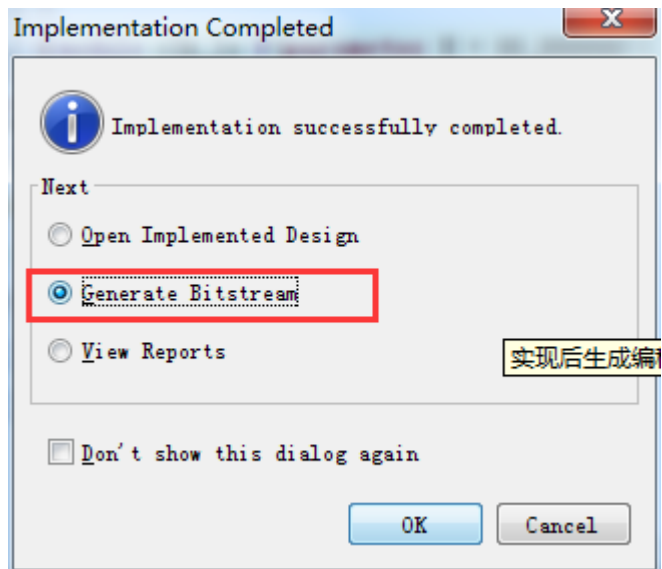 Implementation Completed
Implementation successfully completed.
Next
Open Implemented Design
Generate Bitstream
View Reports
实现后生成编
Don't show this dialog again
OK
Cancel